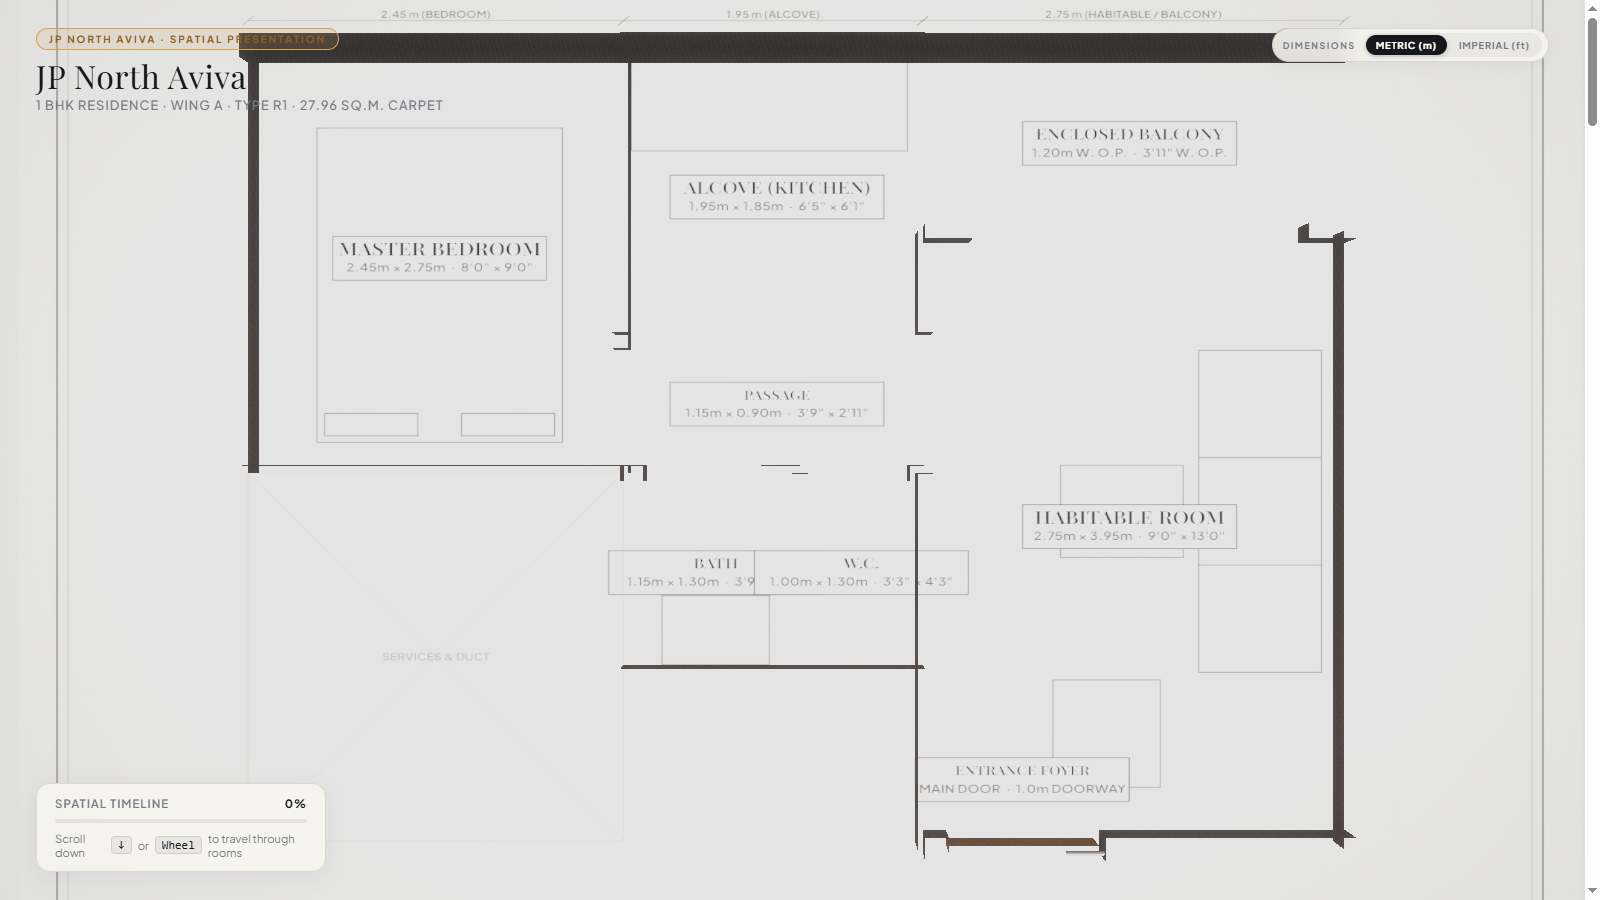 2.45 m (BEDROOM)
1.95 m (ALCOVE)
2.75 m (HABITABLE / BALCONY)
JP NORTH AVIVA · SPATIAL PRESENTATION
JP North Aviva
1 BHK RESIDENCE · WING A · TYPE R1 · 27.96 SQ.M. CARPET
DIMENSIONS
METRIC (m)
IMPERIAL (ft)
ENCLOSED BALCONY
1.20m W. O.P. · 3'11" W. O.P.
ALCOVE (KITCHEN)
1.95m × 1.85m · 6'5" × 6'1"
MASTER BEDROOM
2.45m × 2.75m · 8'0" × 9'0"
PASSAGE
1.15m × 0.90m · 3'9" × 2'11"
HABITABLE ROOM
2.75m × 3.95m · 9'0" × 13'0"
BATH
1.15m × 1.30m · 3'9
W.C.
1.00m × 1.30m · 3'3" × 4'3"
SERVICES & DUCT
ENTRANCE FOYER
MAIN DOOR · 1.0m DOORWAY
SPATIAL TIMELINE 0%
Scroll down ↓ or Wheel to travel through rooms